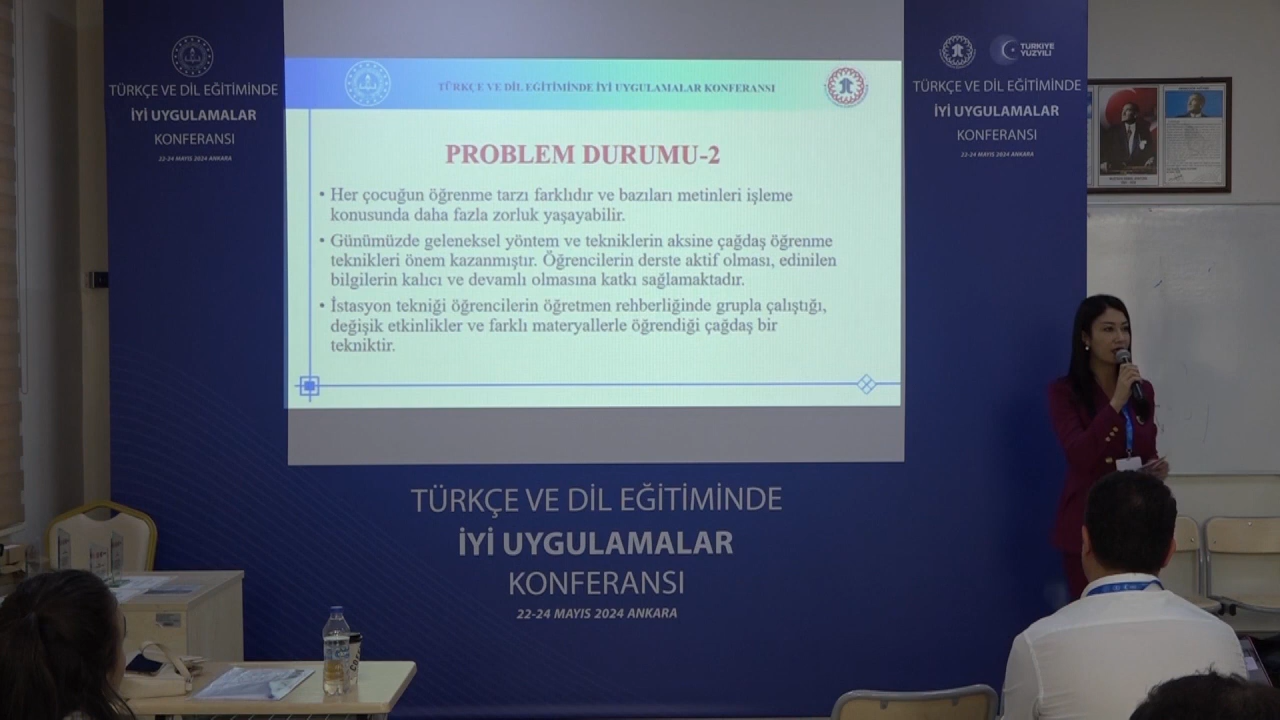 TÜRKÇE VE DİL EĞİTİMİNDE
İYİ UYGULAMALAR
KONFERANSI
22-24 MAYIS 2024 ANKARA
TÜRKÇE VE DİL EĞİTİMİNDE İYİ UYGULAMALAR KONFERANSI
PROBLEM DURUMU-2
• Her çocuğun öğrenme tarzı farklıdır ve bazıları metinleri işleme
konusunda daha fazla zorluk yaşayabilir.
• Günümüzde geleneksel yöntem ve tekniklerin aksine çağdaş öğrenme
teknikleri önem kazanmıştır. Öğrencilerin derste aktif olması, edinilen
bilgilerin kalıcı ve devamlı olmasına katkı sağlamaktadır.
• İstasyon tekniği öğrencilerin öğretmen rehberliğinde grupla çalıştığı,
değişik etkinlikler ve farklı materyallerle öğrendiği çağdaş bir
tekniktir.
TÜRKİYE
YÜZYILI
TÜRKÇE VE DİL EĞİTİMİNDE
İYİ UYGULAMALAR
KONFERANSI
22-24 MAYIS 2024 ANKARA
TÜRKÇE VE DİL EĞİTİMİNDE
İYİ UYGULAMALAR
KONFERANSI
22-24 MAYIS 2024 ANKARA